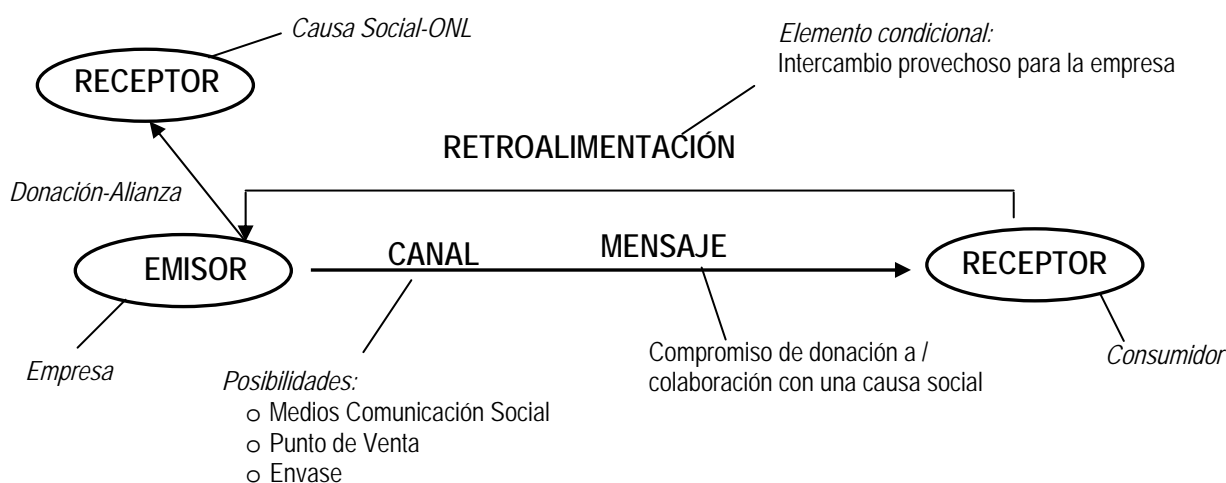 Causa Social-ONL
RECEPTOR
Elemento condicional:
Intercambio provechoso para la empresa
RETROALIMENTACIÓN
Donación-Alianza
EMISOR
CANAL
MENSAJE
RECEPTOR
Empresa
Posibilidades:
o Medios Comunicación Social
o Punto de Venta
o Envase
Compromiso de donación a /
colaboración con una causa social
Consumidor